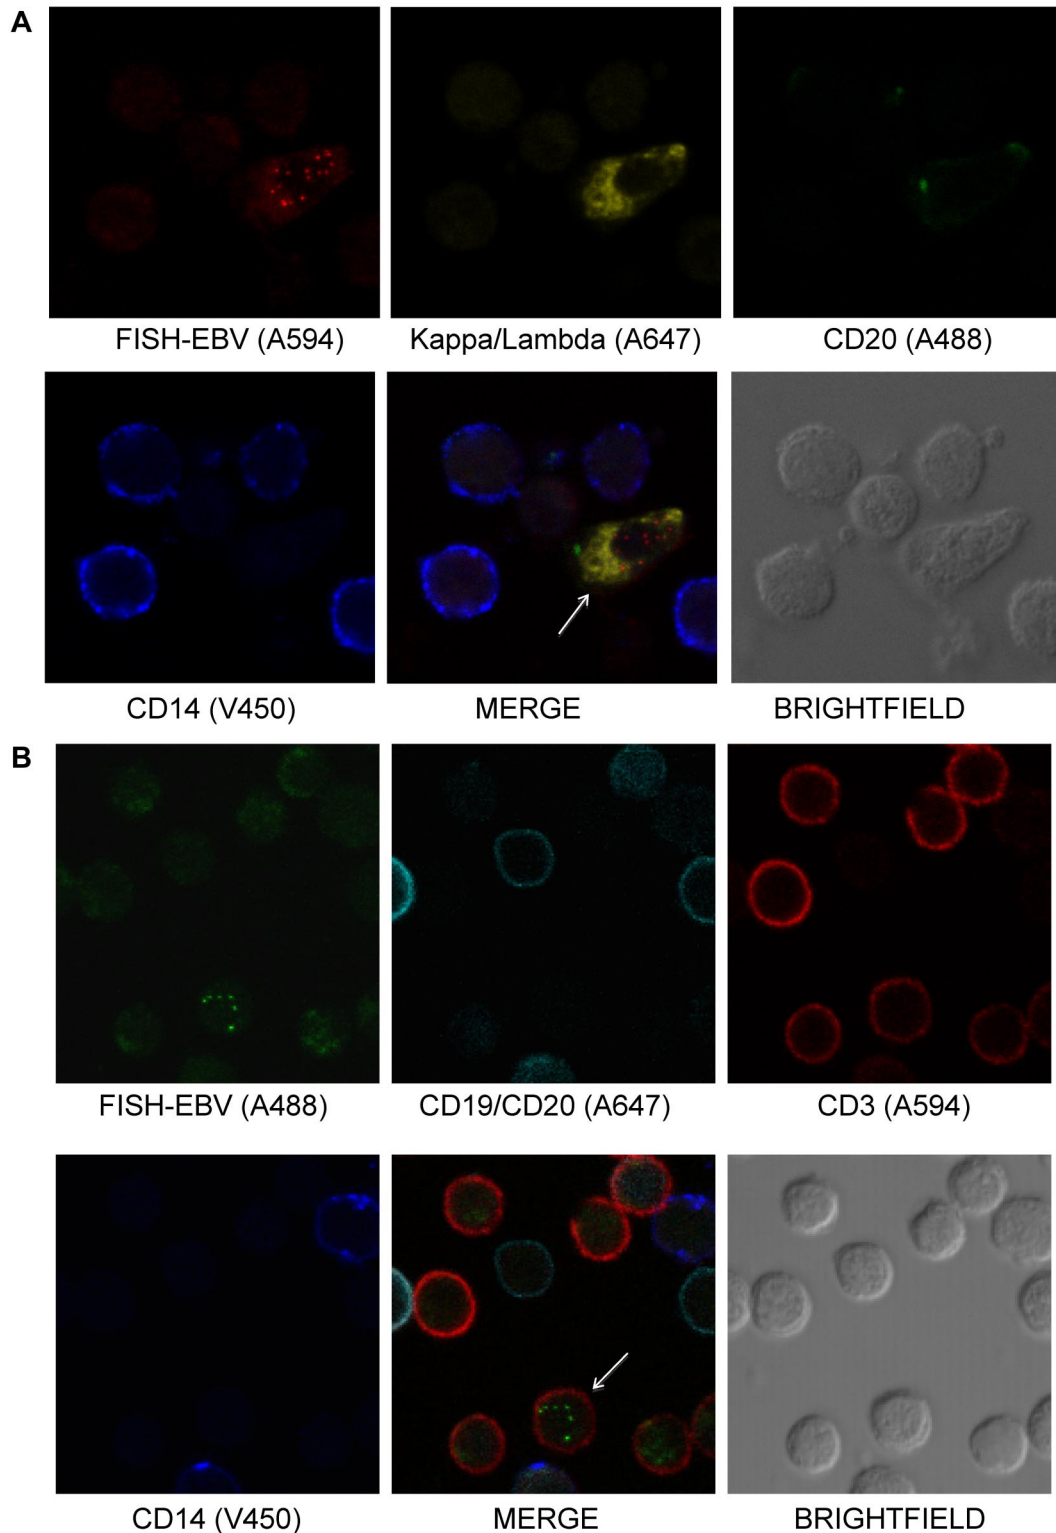 A
FISH-EBV (A594) Kappa/Lambda (A647) CD20 (A488)
CD14 (V450) MERGE BRIGHTFIELD
B
FISH-EBV (A488) CD19/CD20 (A647) CD3 (A594)
CD14 (V450) MERGE BRIGHTFIELD